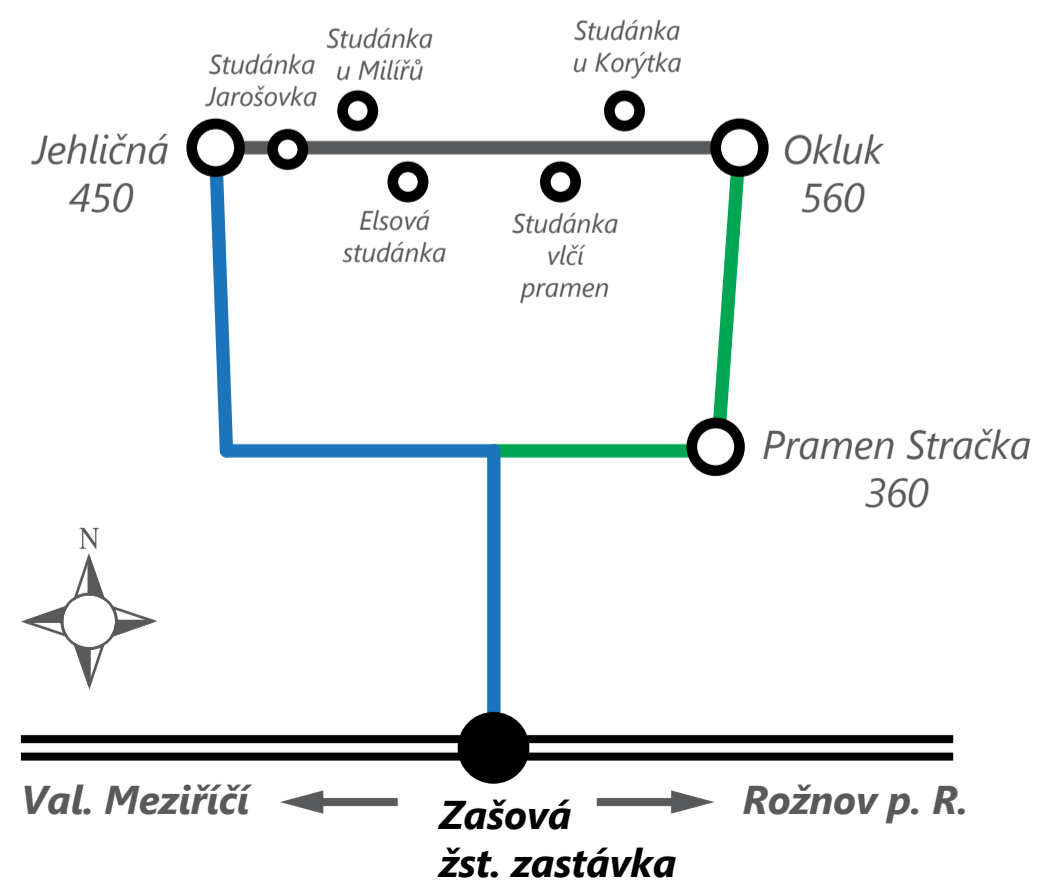 Studánka
u Milířů
Studánka
u Korýtka
Studánka
Jarošovka
Jehličná
450
Okluk
560
Elsová
studánka
Studánka
vlčí
pramen
Pramen Stračka
360
N
Val. Meziříčí
Zašová
žst. zastávka
Rožnov p. R.